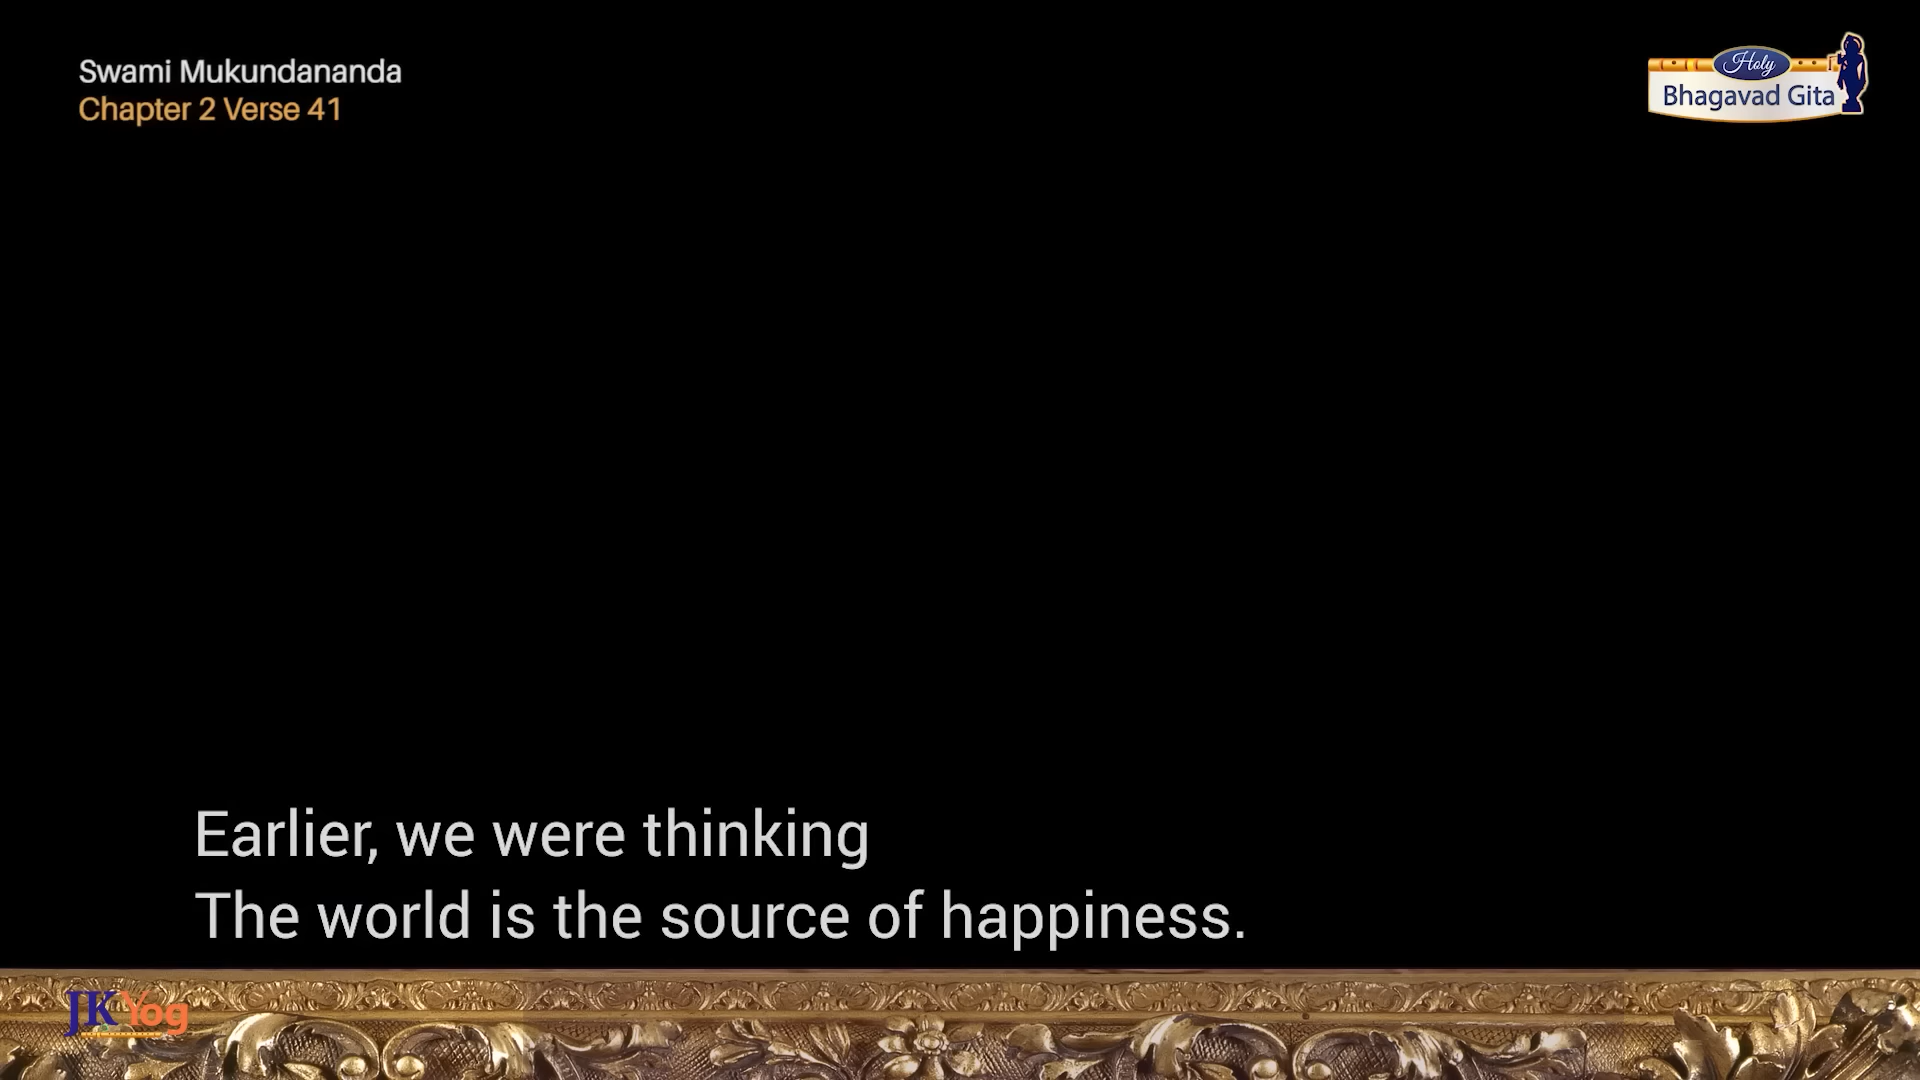 Swami Mukundananda
Chapter 2 Verse 41
Holy
Bhagavad Gita
Earlier, we were thinking
The world is the source of happiness.
JKYog